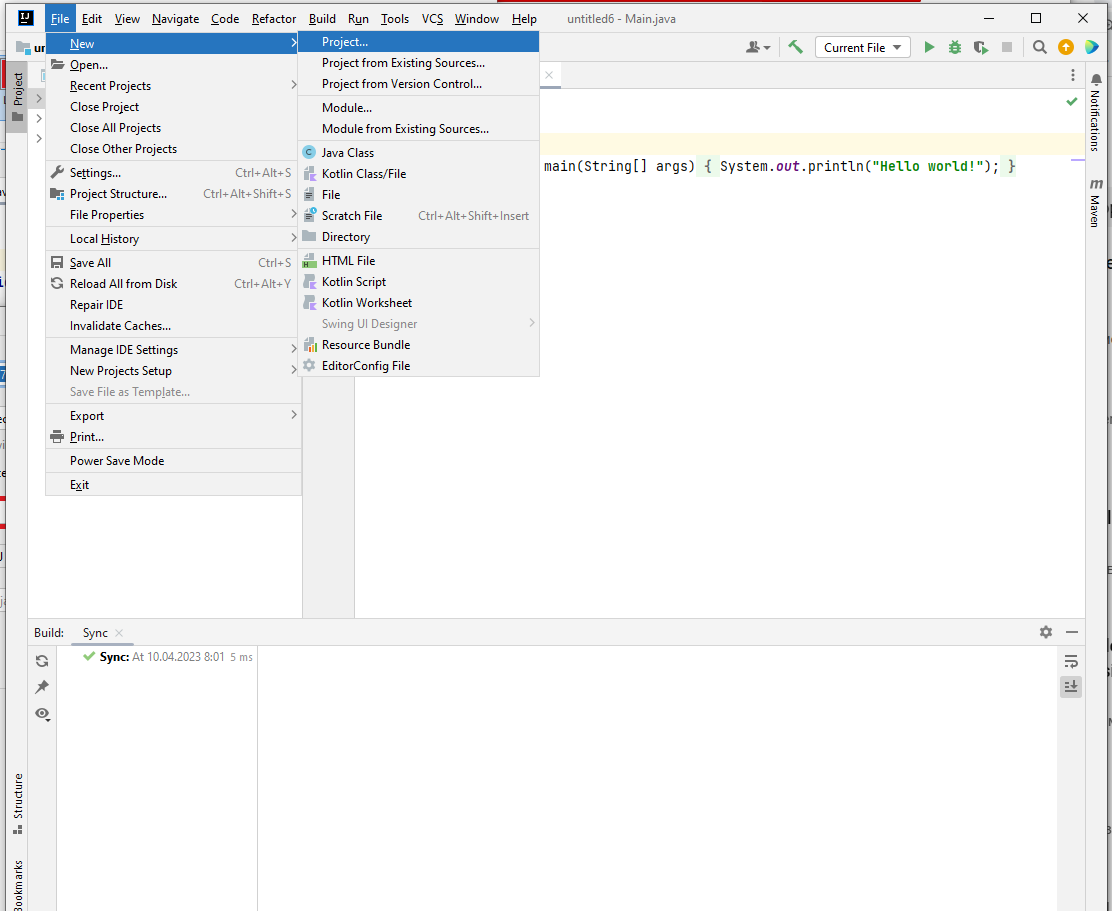 File Edit View Navigate Code Refactor Build Run Tools VCS Window Help untitled6 - Main.java
Current File
New
Open...
Recent Projects
Close Project
Close All Projects
Close Other Projects
Settings... Ctrl+Alt+S
Project Structure... Ctrl+Alt+Shift+S
File Properties
Local History
Save All Ctrl+S
Reload All from Disk Ctrl+Alt+Y
Repair IDE
Invalidate Caches...
Manage IDE Settings
New Projects Setup
Save File as Template...
Export
Print...
Power Save Mode
Exit
Project...
Project from Existing Sources...
Project from Version Control...
Module...
Module from Existing Sources...
Java Class
Kotlin Class/File
File
Scratch File Ctrl+Alt+Shift+Insert
Directory
HTML File
Kotlin Script
Kotlin Worksheet
Swing UI Designer
Resource Bundle
EditorConfig File
main(String[] args) { System.out.println("Hello world!"); }
Project
Notifications
Maven
Build: Sync
Sync: At 10.04.2023 8:01 5 ms
Structure
Bookmarks